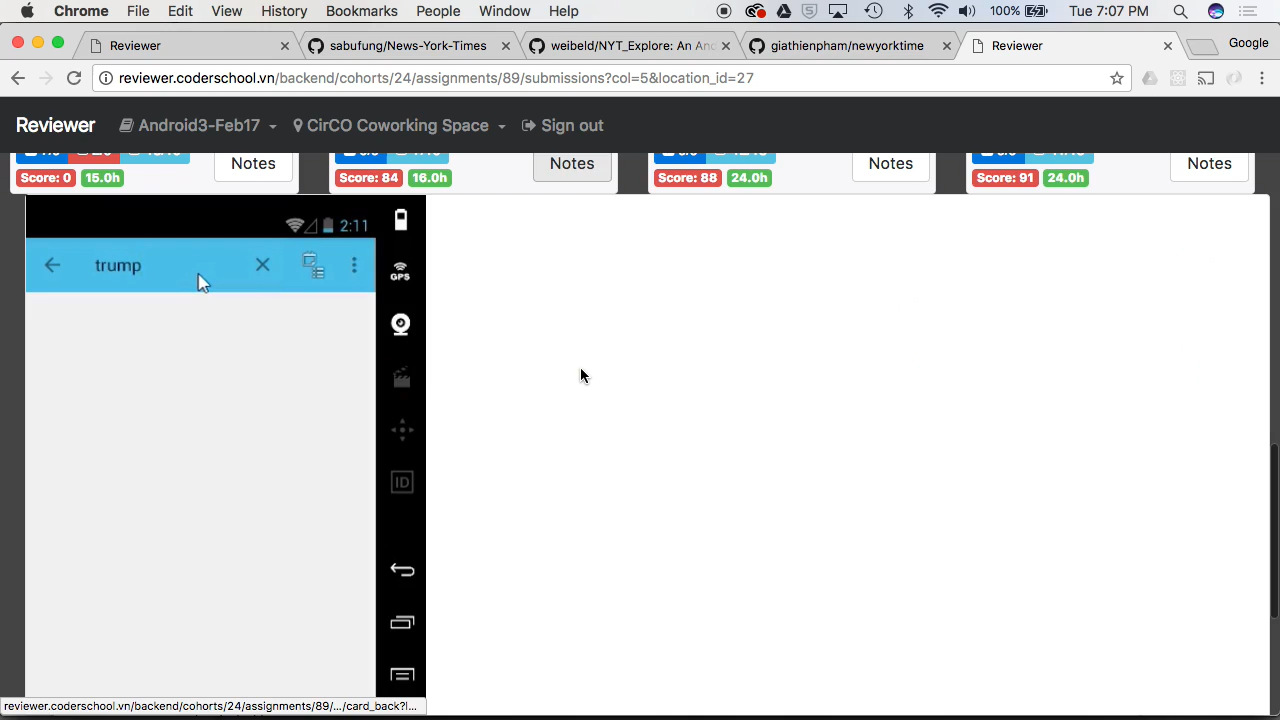 Chrome File Edit View History Bookmarks People Window Help 100% Tue 7:07 PM
Reviewer sabufung/News-York-Times weibeld/NYT_Explore: An And giathienpham/newyorktime Reviewer Google
reviewer.coderschool.vn/backend/cohorts/24/assignments/89/submissions?col=5&location_id=27
Reviewer Android3-Feb17 CirCO Coworking Space Sign out
Notes Notes Notes Notes
Score: 0 15.0h Score: 84 16.0h Score: 88 24.0h Score: 91 24.0h
2:11
trump
GPS
ID
reviewer.coderschool.vn/backend/cohorts/24/assignments/89/.../card_back?l...